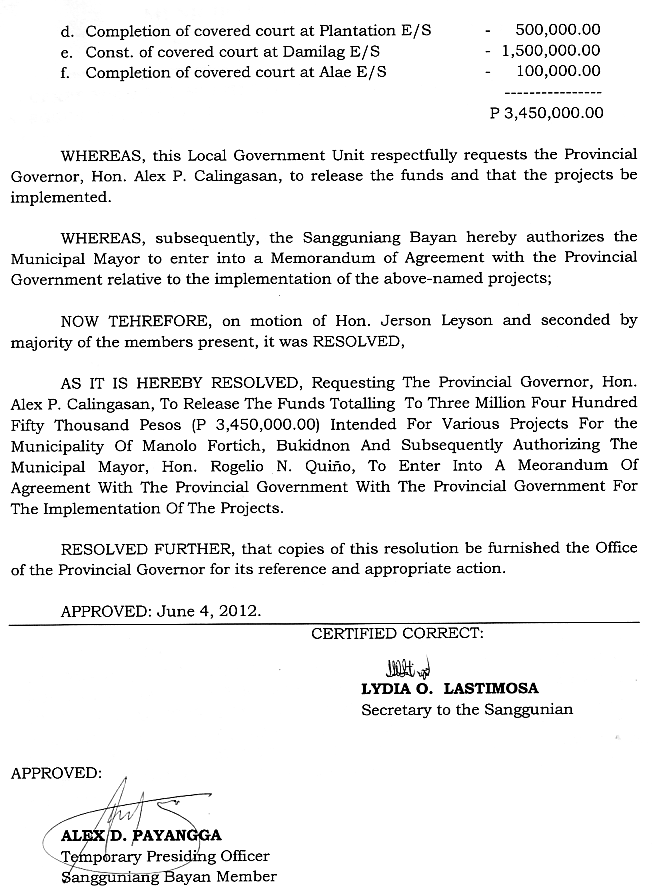 d. Completion of covered court at Plantation E/S - 500,000.00
e. Const. of covered court at Damilag E/S - 1,500,000.00
f. Completion of covered court at Alae E/S - 100,000.00
----------------
P 3,450,000.00
WHEREAS, this Local Government Unit respectfully requests the Provincial
Governor, Hon. Alex P. Calingasan, to release the funds and that the projects be
implemented.
WHEREAS, subsequently, the Sangguniang Bayan hereby authorizes the
Municipal Mayor to enter into a Memorandum of Agreement with the Provincial
Government relative to the implementation of the above-named projects;
NOW TEHREFORE, on motion of Hon. Jerson Leyson and seconded by
majority of the members present, it was RESOLVED,
AS IT IS HEREBY RESOLVED, Requesting The Provincial Governor, Hon.
Alex P. Calingasan, To Release The Funds Totalling To Three Million Four Hundred
Fifty Thousand Pesos (P 3,450,000.00) Intended For Various Projects For the
Municipality Of Manolo Fortich, Bukidnon And Subsequently Authorizing The
Municipal Mayor, Hon. Rogelio N. Quiño, To Enter Into A Meorandum Of
Agreement With The Provincial Government With The Provincial Government For
The Implementation Of The Projects.
RESOLVED FURTHER, that copies of this resolution be furnished the Office
of the Provincial Governor for its reference and appropriate action.
APPROVED: June 4, 2012.
CERTIFIED CORRECT:
LYDIA O. LASTIMOSA
Secretary to the Sanggunian
APPROVED:
ALEX D. PAYANGGA
Temporary Presiding Officer
Sangguniang Bayan Member